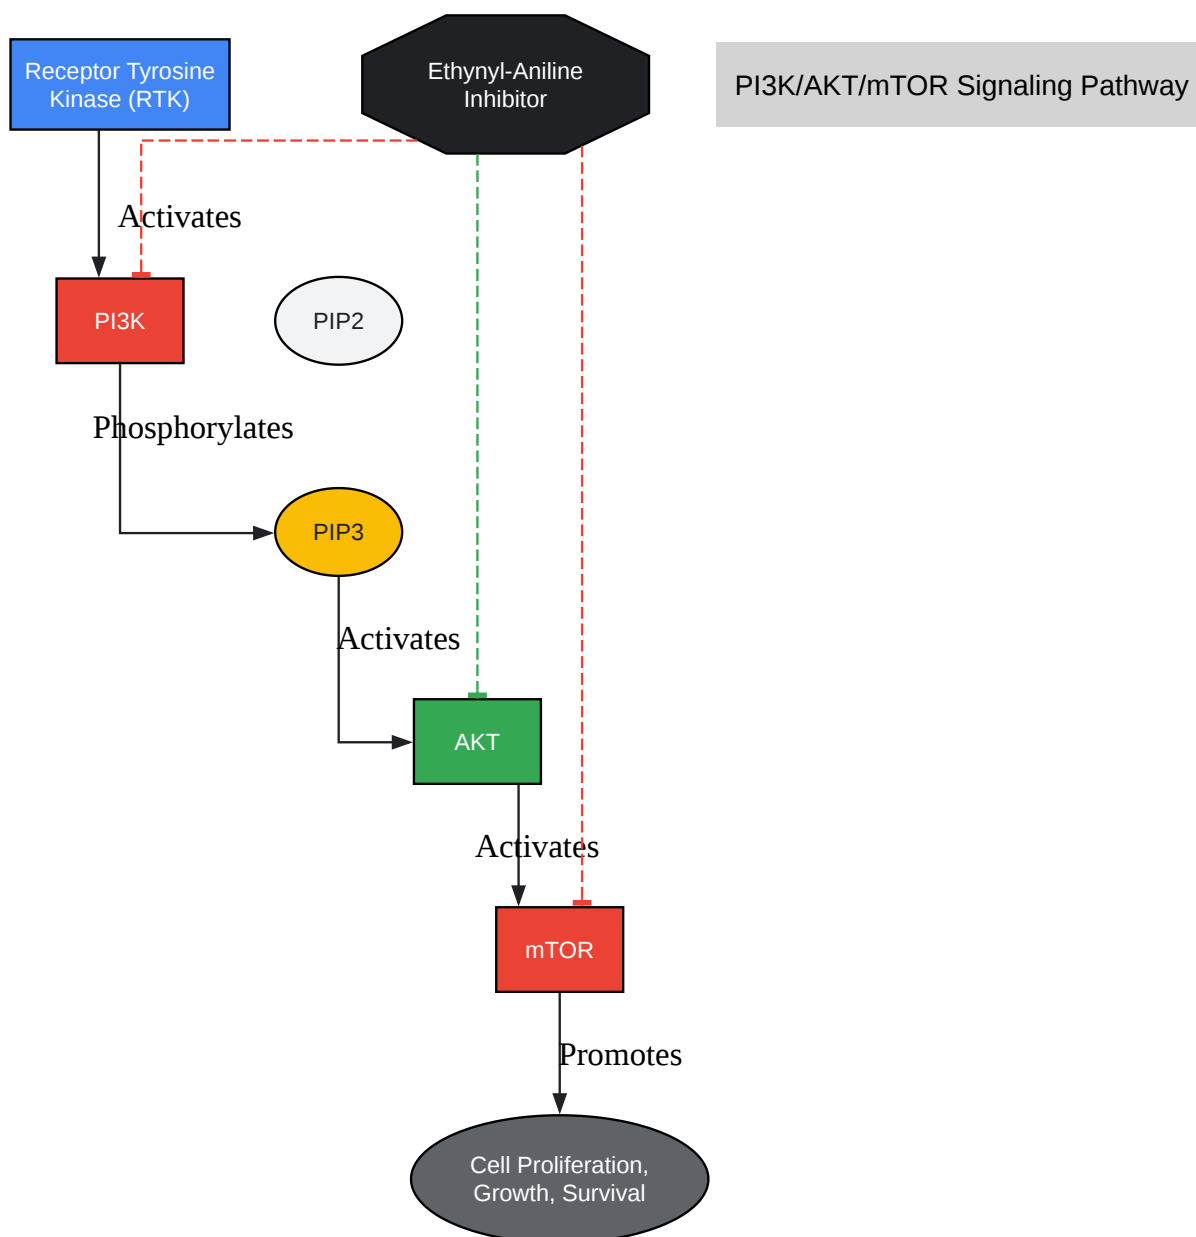 Receptor Tyrosine
Kinase (RTK)
Ethynyl-Aniline
Inhibitor
PI3K/AKT/mTOR Signaling Pathway
Activates
PI3K
PIP2
Phosphorylates
PIP3
Activates
AKT
Activates
mTOR
Promotes
Cell Proliferation,
Growth, Survival